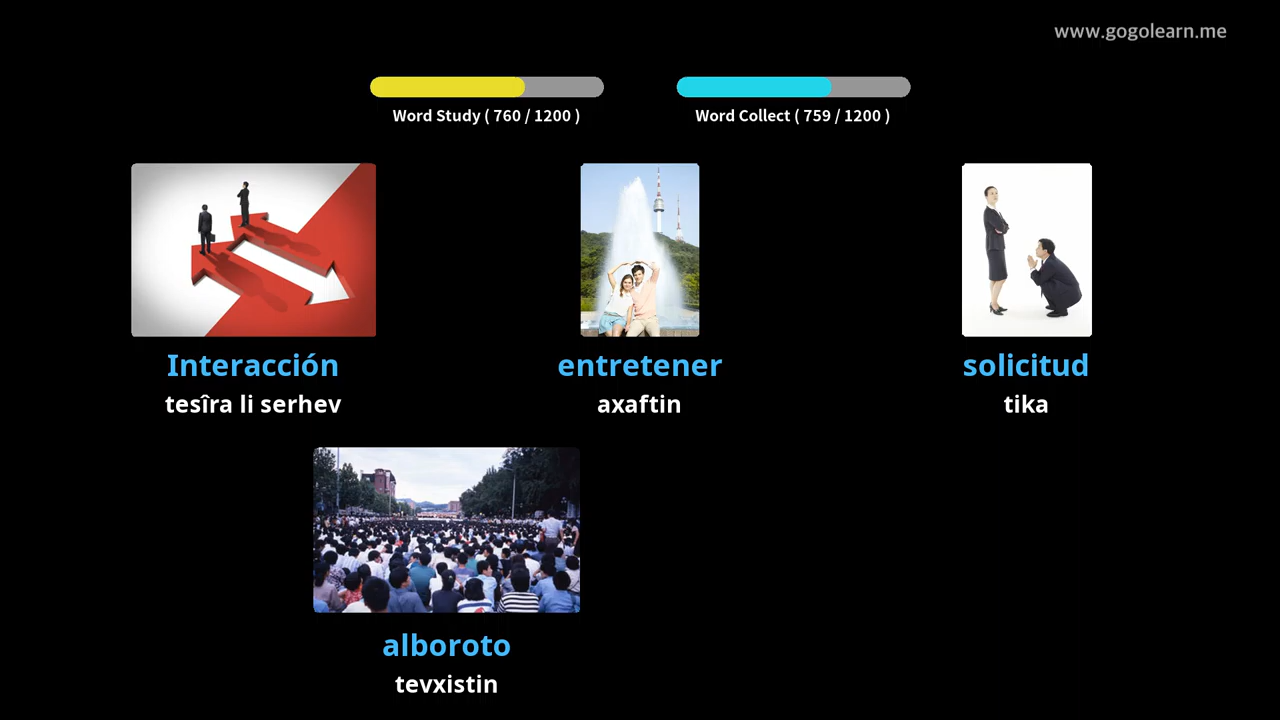 www.gogolearn.me
Word Study ( 760 / 1200 )
Word Collect ( 759 / 1200 )
Interacción
tesîra li serhev
entretener
axaftin
solicitud
tika
alboroto
tevxistin